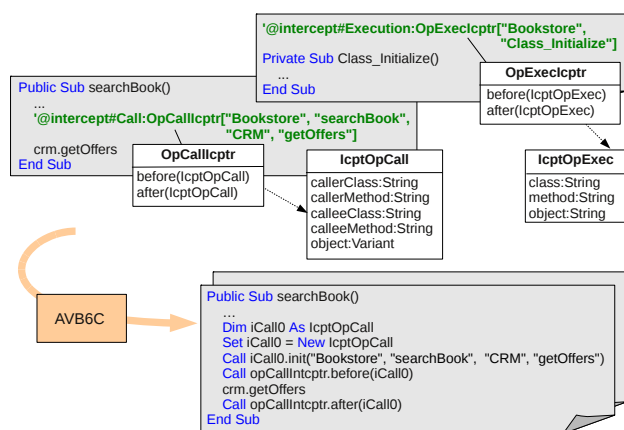 '@intercept#Execution:OpExecIcptr["Bookstore",
"Class_Initialize"]
Private Sub Class_Initialize()
...
End Sub
OpExecIcptr
before(IcptOpExec)
after(IcptOpExec)
Public Sub searchBook()
...
'@intercept#Call:OpCallIcptr["Bookstore", "searchBook",
"CRM", "getOffers"]
crm.getOffers
End Sub
OpCallIcptr
before(IcptOpCall)
after(IcptOpCall)
IcptOpCall
callerClass:String
callerMethod:String
calleeClass:String
calleeMethod:String
object:Variant
IcptOpExec
class:String
method:String
object:String
AVB6C
Public Sub searchBook()
...
Dim iCall0 As IcptOpCall
Set iCall0 = New IcptOpCall
Call iCall0.init("Bookstore", "searchBook", "CRM", "getOffers")
Call opCallIntcptr.before(iCall0)
crm.getOffers
Call opCallIntcptr.after(iCall0)
End Sub